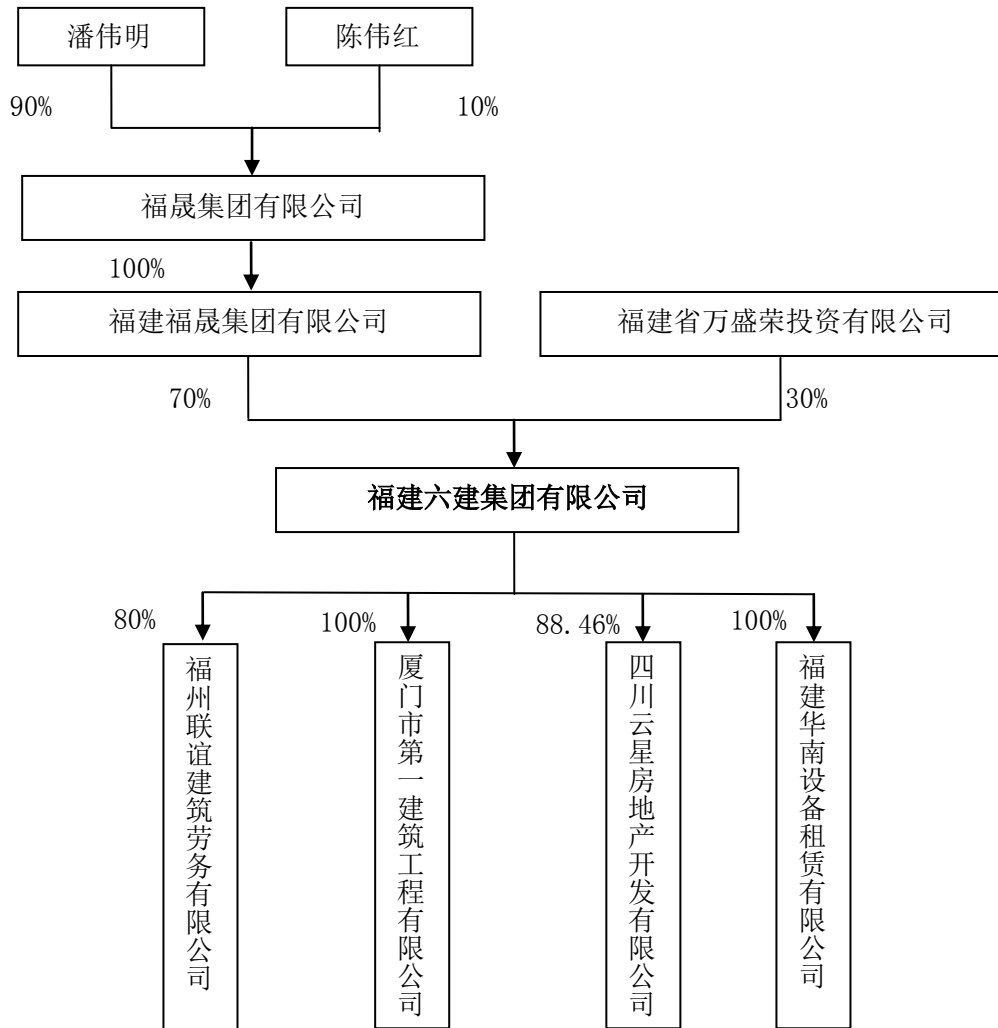 潘伟明
陈伟红
90%
10%
福晟集团有限公司
100%
福建福晟集团有限公司
福建省万盛荣投资有限公司
70%
30%
福建六建集团有限公司
80%
100%
88.46%
100%
福州联谊建筑劳务有限公司
厦门市第一建筑工程有限公司
四川云星房地产开发有限公司
福建华南设备租赁有限公司